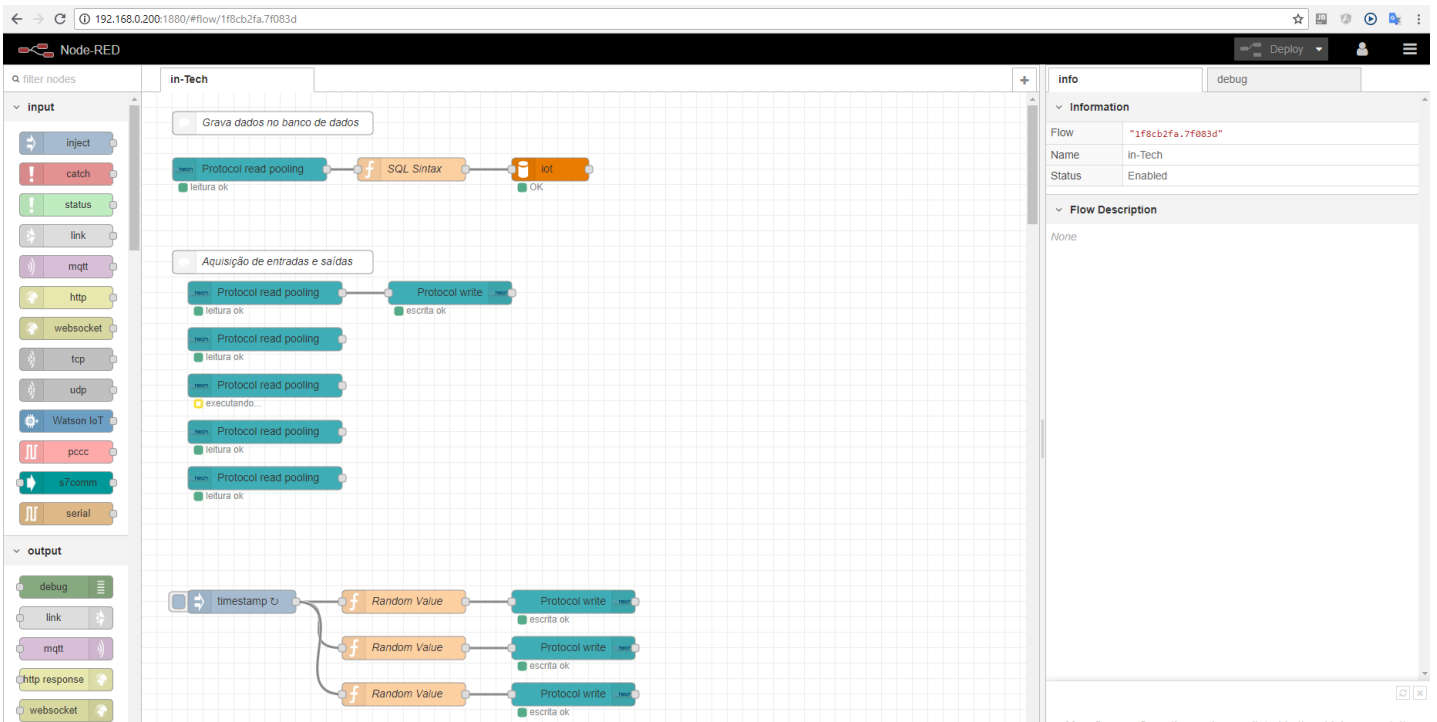 192.168.0.200:1880/#flow/1f8cb2fa.7f083d
Node-RED
Deploy
filter nodes
in-Tech
info
debug
input
inject
catch
status
link
mqtt
http
websocket
tcp
udp
Watson IoT
pccc
s7comm
serial
output
debug
link
mqtt
http response
websocket
Grava dados no banco de dados
Protocol read pooling
leitura ok
SQL Sintax
iot
OK
Aquisição de entradas e saídas
Protocol read pooling
leitura ok
Protocol write
escrita ok
Protocol read pooling
leitura ok
Protocol read pooling
executando...
Protocol read pooling
leitura ok
Protocol read pooling
leitura ok
timestamp ↻
Random Value
Protocol write
escrita ok
Random Value
Protocol write
escrita ok
Random Value
Protocol write
escrita ok
Information
Flow "1f8cb2fa.7f083d"
Name in-Tech
Status Enabled
Flow Description
None